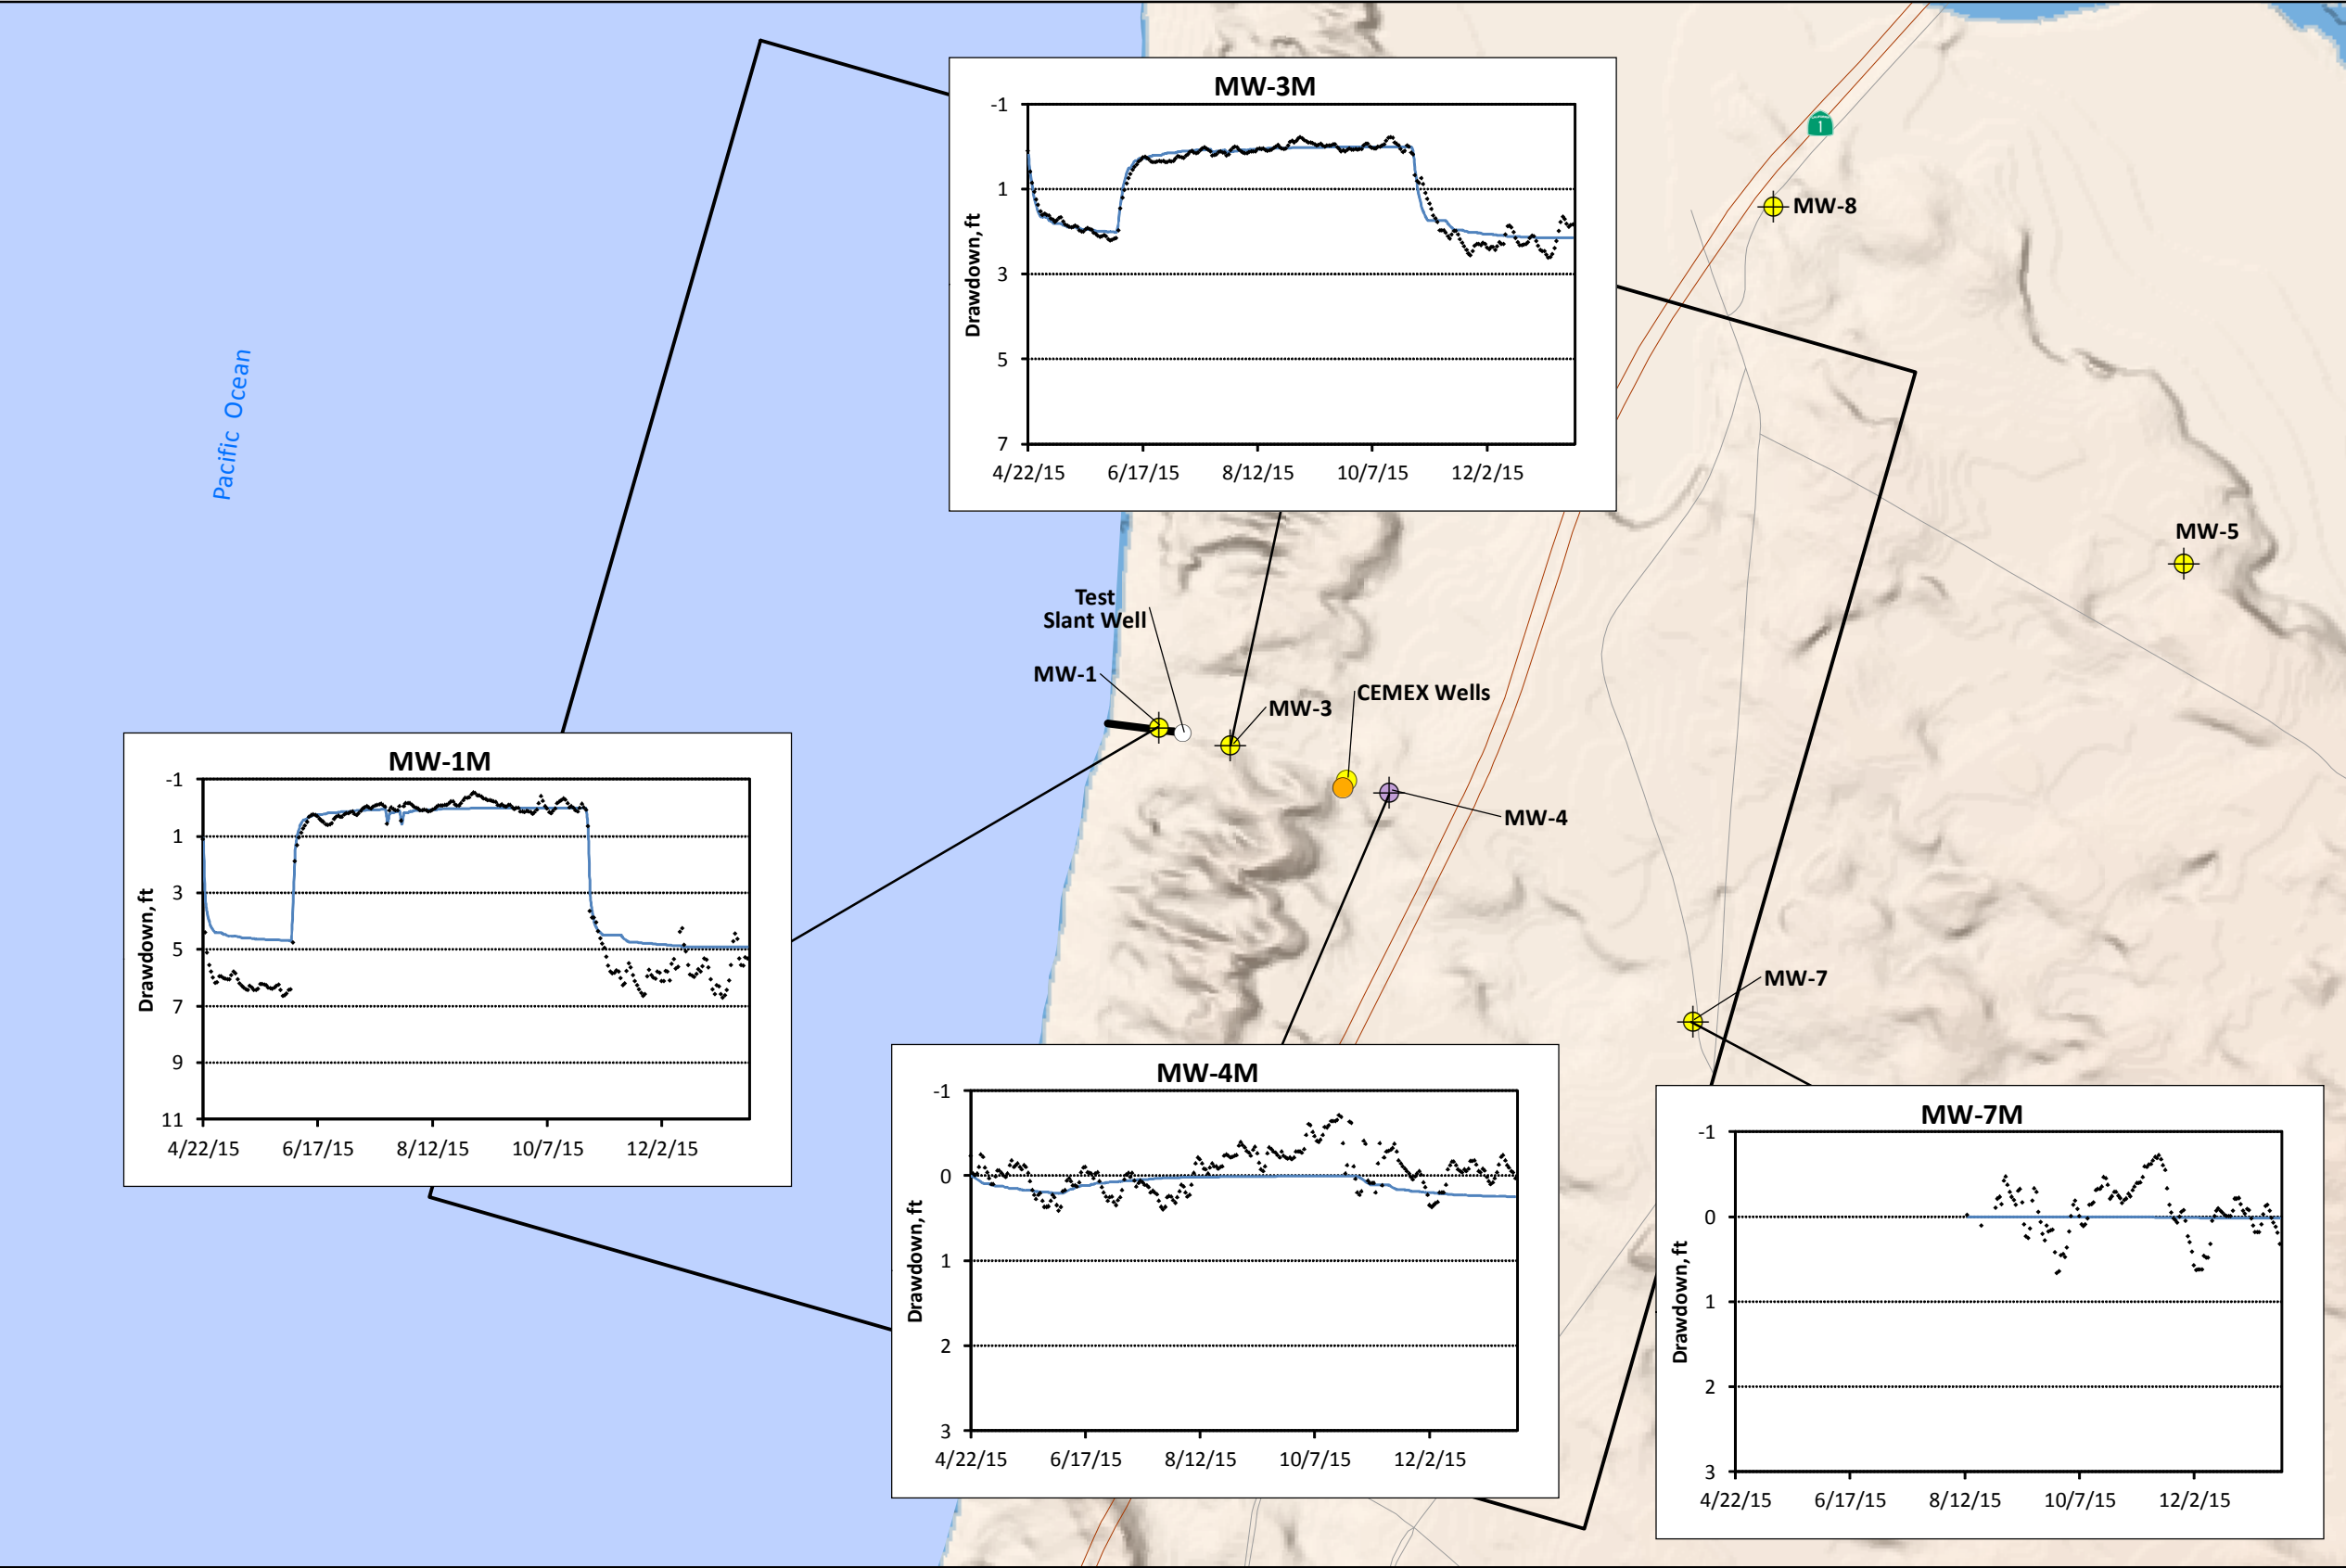 MW-3M
-1
1
3
5
7
Drawdown, ft
4/22/15
6/17/15
8/12/15
10/7/15
12/2/15
1
MW-8
Pacific Ocean
MW-5
Test
Slant Well
MW-1
MW-3
CEMEX Wells
MW-4
MW-7
MW-1M
-1
1
3
5
7
9
11
Drawdown, ft
4/22/15
6/17/15
8/12/15
10/7/15
12/2/15
MW-4M
-1
0
1
2
3
Drawdown, ft
4/22/15
6/17/15
8/12/15
10/7/15
12/2/15
MW-7M
-1
0
1
2
3
Drawdown, ft
4/22/15
6/17/15
8/12/15
10/7/15
12/2/15